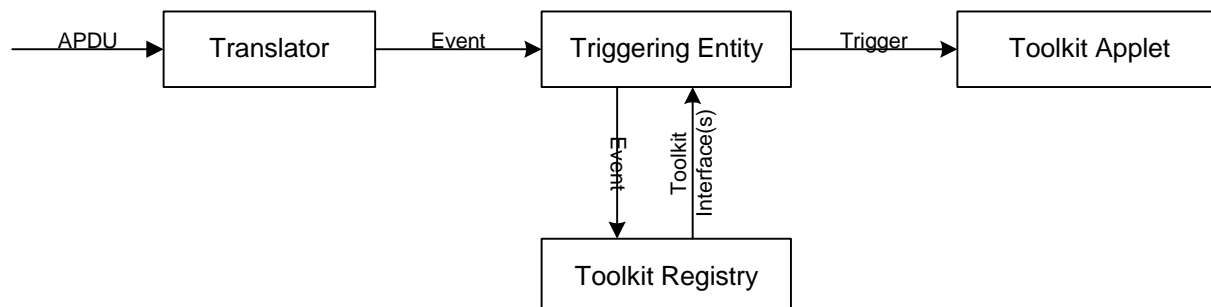 APDU
Translator
Event
Triggering Entity
Trigger
Toolkit Applet
Event
Toolkit
Interface(s)
Toolkit Registry